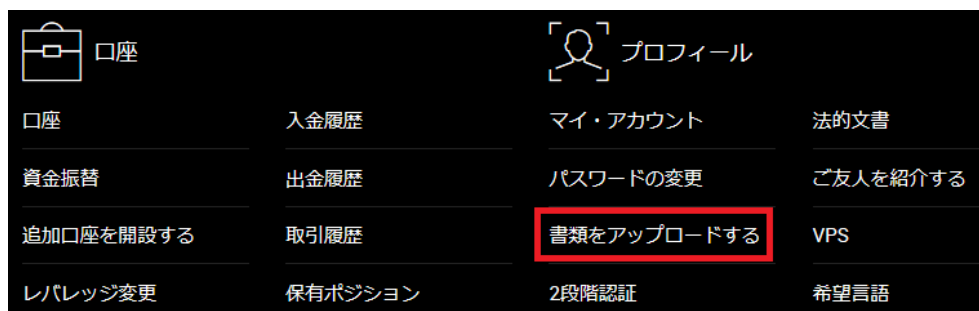 口座
プロフィール
口座
入金履歴
マイ・アカウント
法的文書
資金振替
出金履歴
パスワードの変更
ご友人を紹介する
追加口座を開設する
取引履歴
書類をアップロードする
VPS
レバレッジ変更
保有ポジション
2段階認証
希望言語